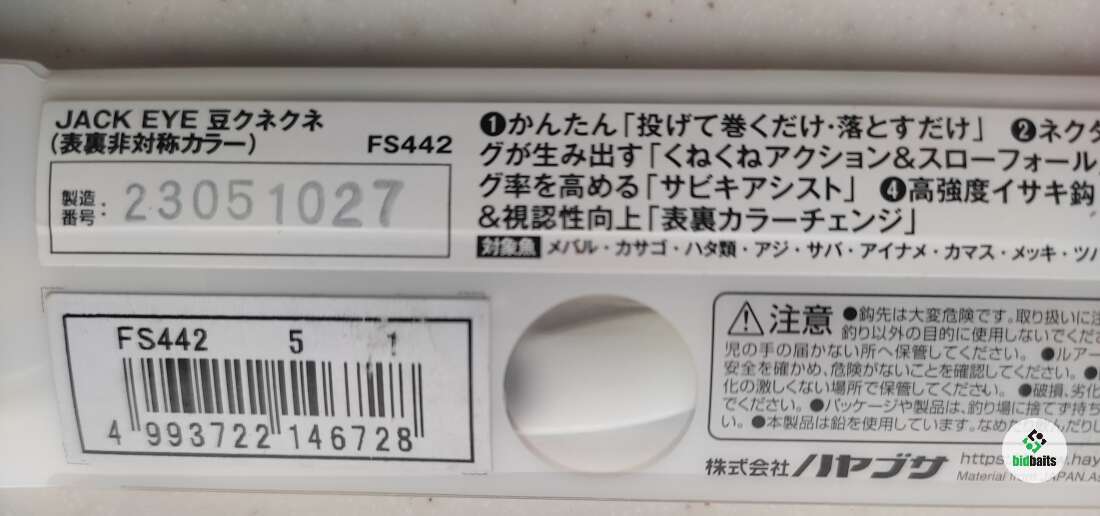 JACK EYE 豆クネクネ
(表裏非対称カラー) FS442
製造番号: 23051027
❶かんたん「投げて巻くだけ・落とすだけ」 ❷ネクタ
グが生み出す「くねくねアクション&スローフォール
グ率を高める「サビキアシスト」 ❹高強度イサキ鈎
&視認性向上「表裏カラーチェンジ」
対象魚 メバル・カサゴ・ハタ類・アジ・サバ・アイナメ・カマス・メッキ・ツバ
FS442 5 1
4 993722 146728
注意 ●鈎先は大変危険です。取り扱いに注
釣り以外の目的に使用しないでくださ
児の手の届かない所へ保管してください。 ●ルアー
安全を確かめ、危険がないことを確認してください。
化の激しくない場所で保管してください。 ●破損、劣化
でください。●パッケージや製品は、釣り場に捨てず持ち
い。●本製品は鉛を使用しています。なめ
株式会社ハヤブサ https
Material from JAPAN.As
bidbaits